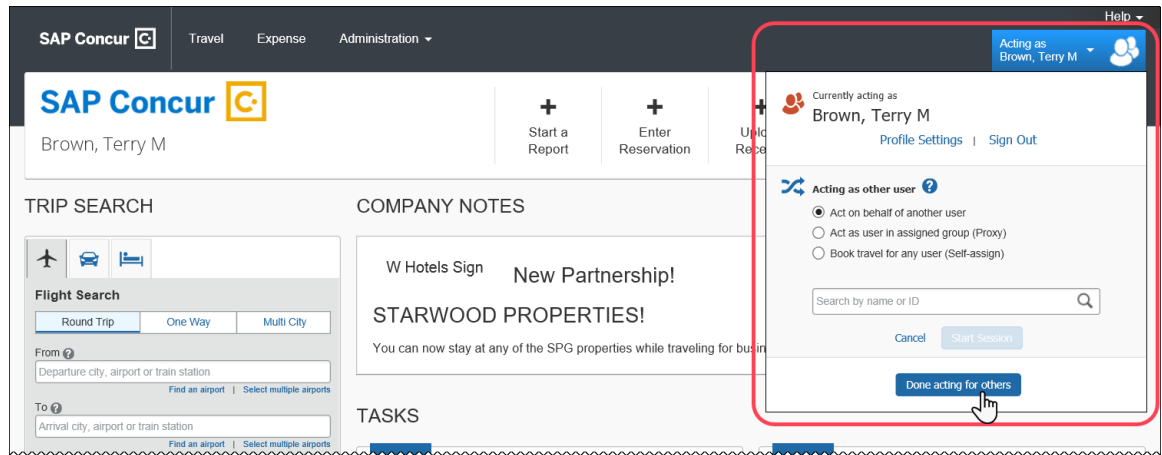 Help
SAP Concur C Travel Expense Administration
Acting as
Brown, Terry M
SAP Concur C
Brown, Terry M
Start a
Report
Enter
Reservation
Currently acting as
Brown, Terry M
Profile Settings | Sign Out
Acting as other user ?
Act on behalf of another user
Act as user in assigned group (Proxy)
Book travel for any user (Self-assign)
Search by name or ID
Cancel Start Session
Done acting for others
TRIP SEARCH
Flight Search
Round Trip One Way Multi City
From ?
Departure city, airport or train station
Find an airport | Select multiple airports
To ?
Arrival city, airport or train station
Find an airport | Select multiple airports
COMPANY NOTES
W Hotels Sign New Partnership!
STARWOOD PROPERTIES!
You can now stay at any of the SPG properties while traveling for
TASKS